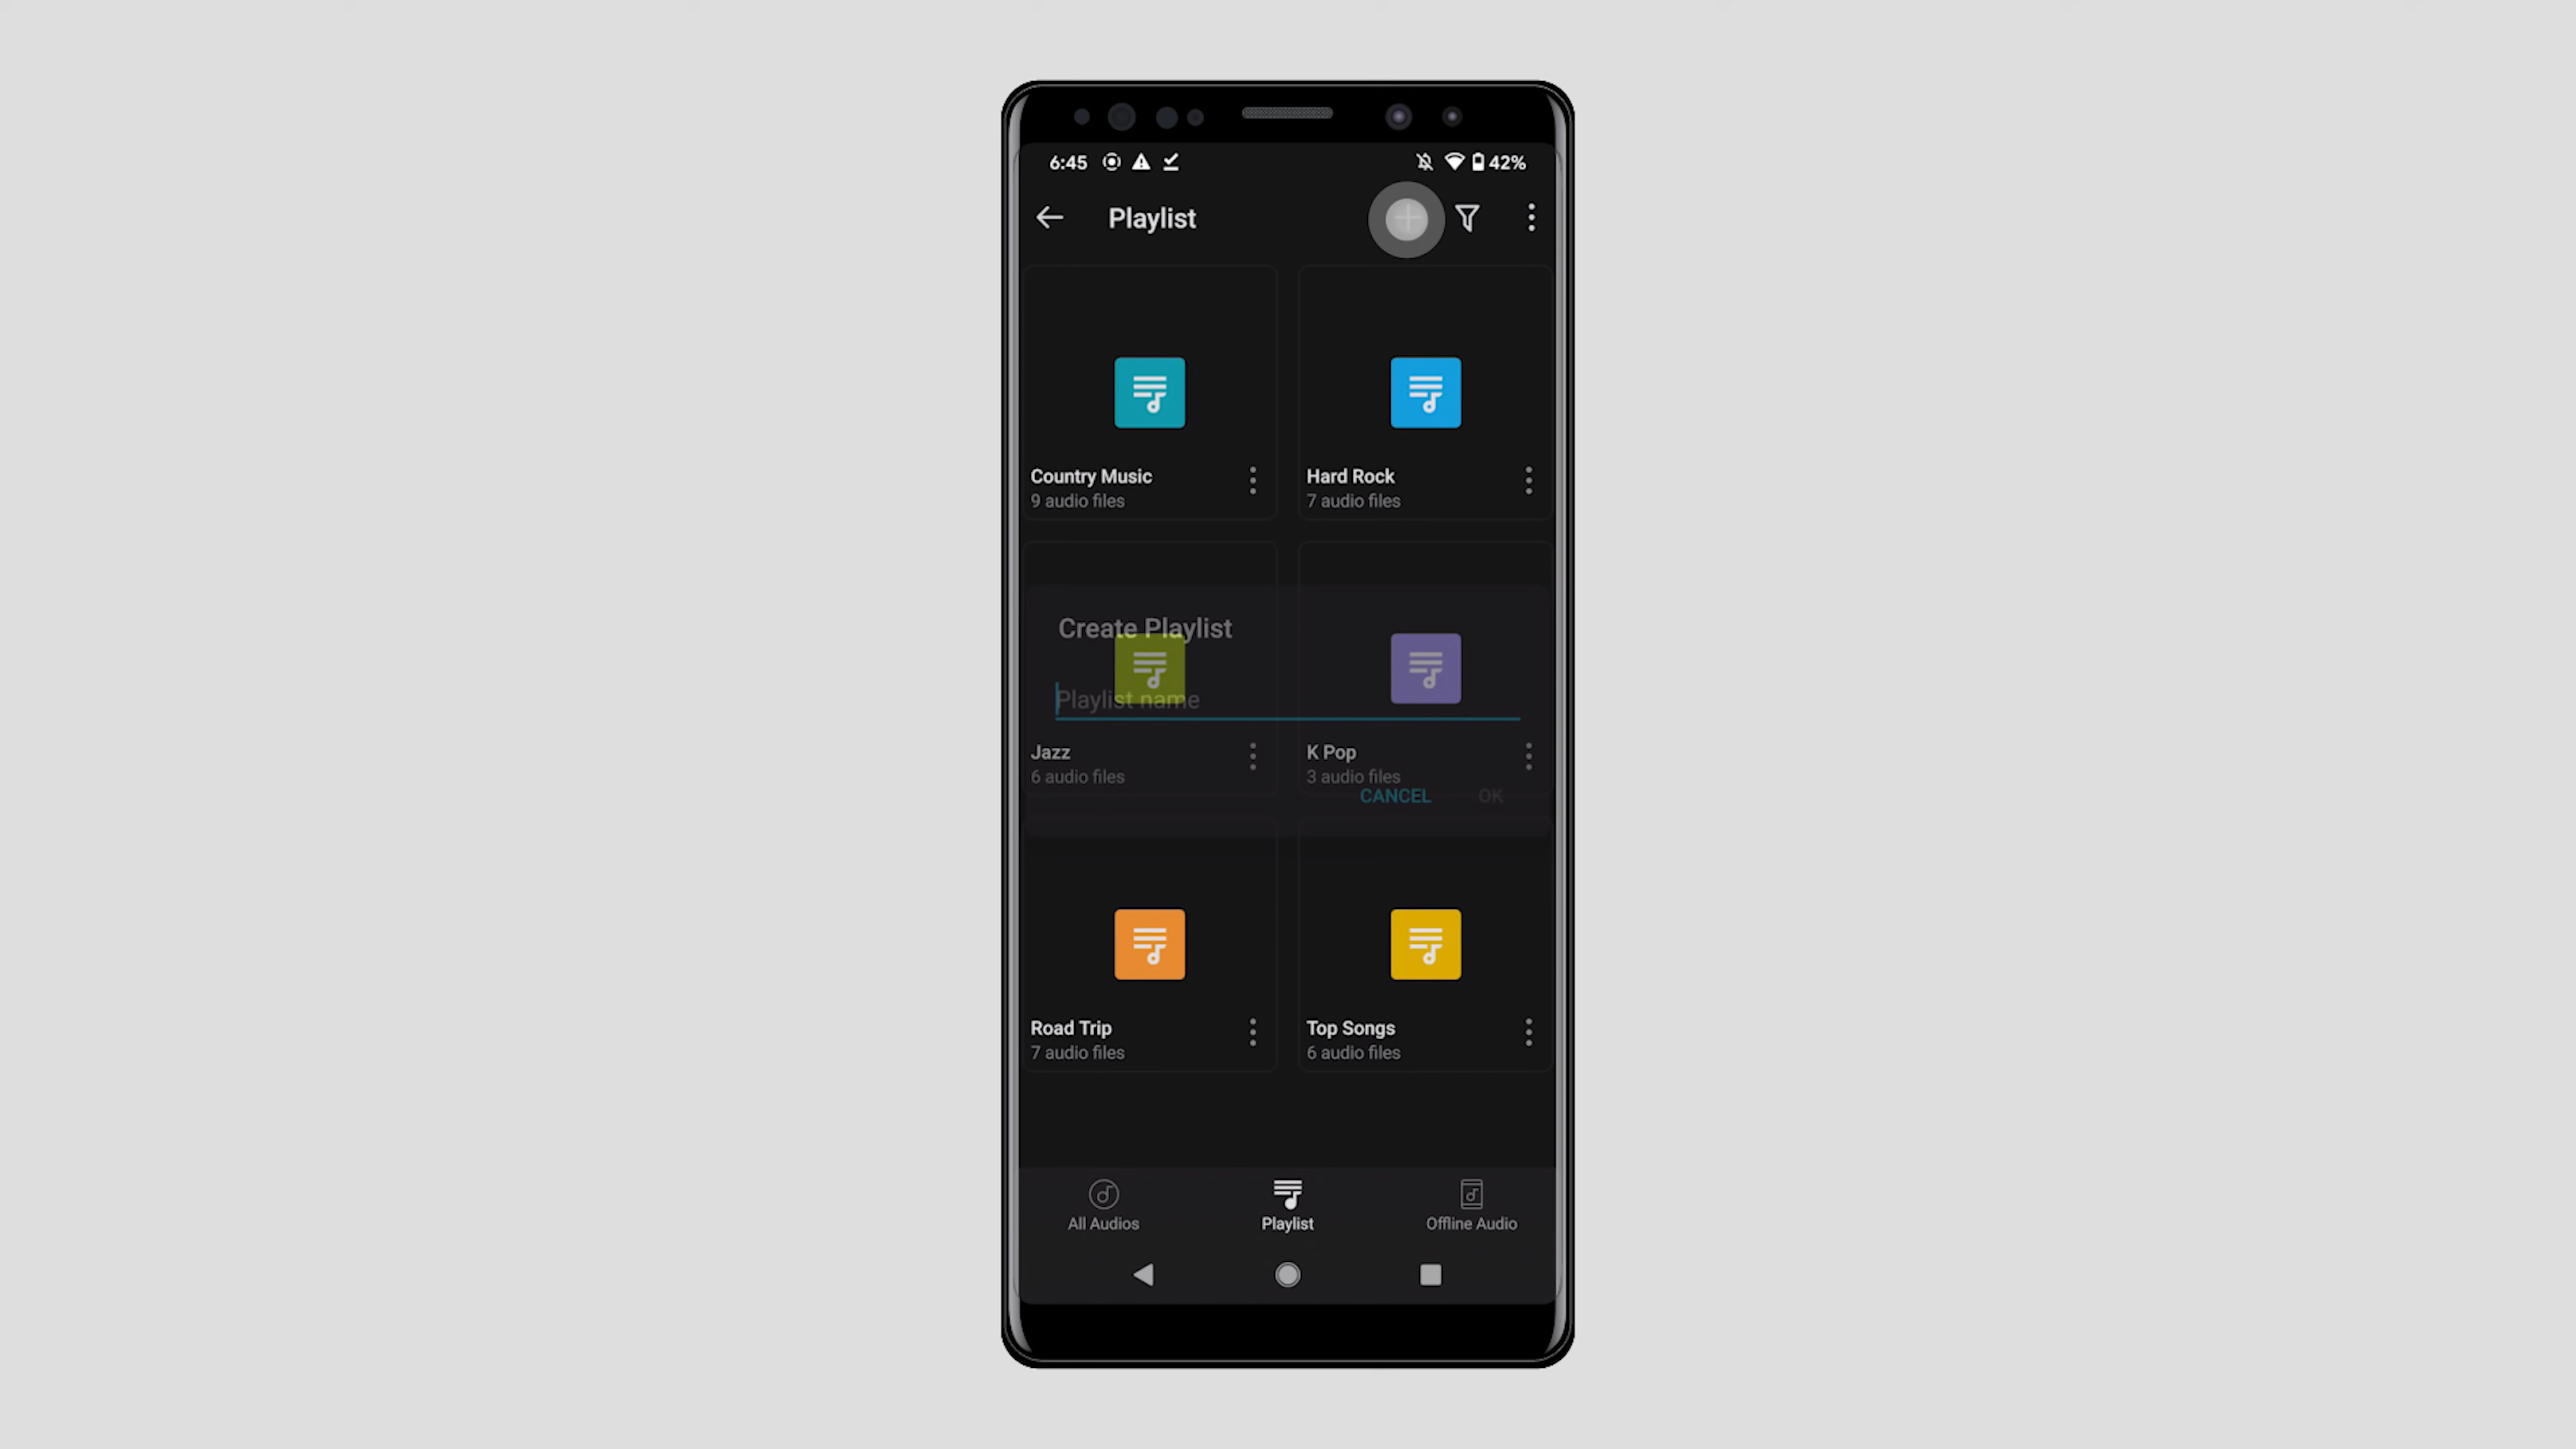 6:45 42%
Playlist
Country Music
9 audio files
Hard Rock
7 audio files
Create Playlist
Playlist name
Jazz
6 audio files
K Pop
3 audio files
CANCEL OK
Road Trip
7 audio files
Top Songs
6 audio files
All Audios
Playlist
Offline Audio